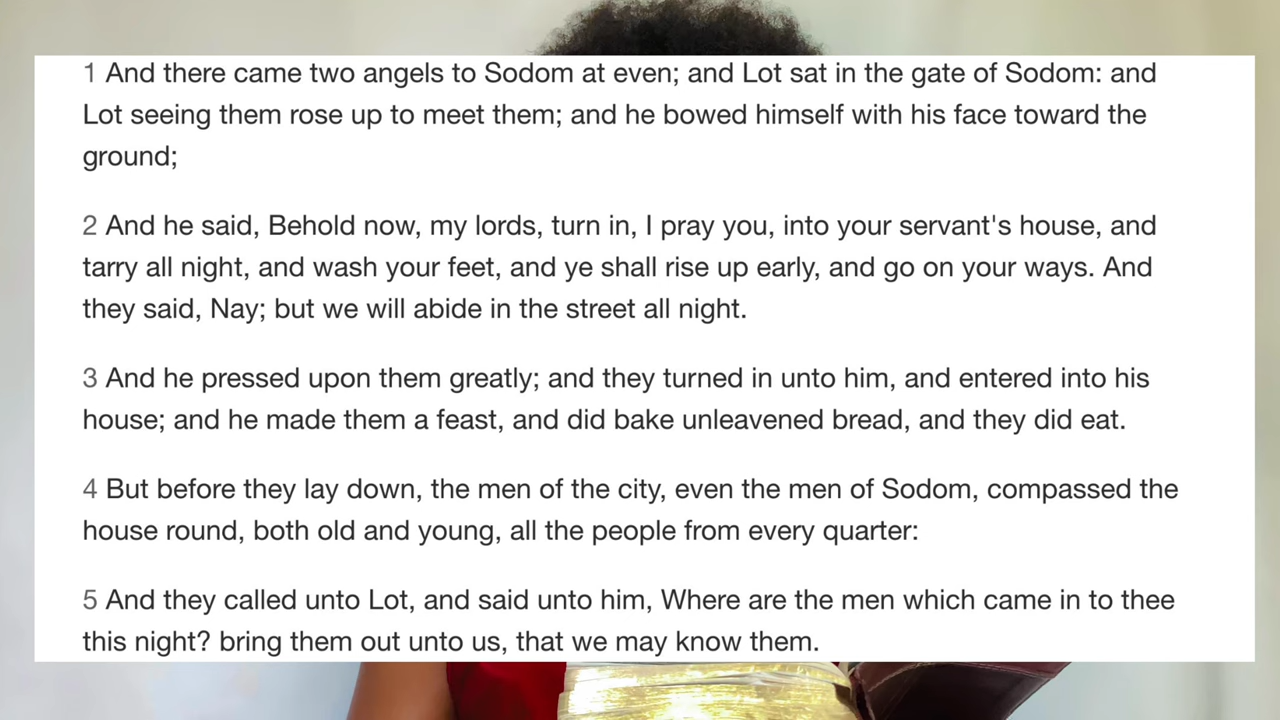 1 And there came two angels to Sodom at even; and Lot sat in the gate of Sodom: and
Lot seeing them rose up to meet them; and he bowed himself with his face toward the
ground;
2 And he said, Behold now, my lords, turn in, I pray you, into your servant's house, and
tarry all night, and wash your feet, and ye shall rise up early, and go on your ways. And
they said, Nay; but we will abide in the street all night.
3 And he pressed upon them greatly; and they turned in unto him, and entered into his
house; and he made them a feast, and did bake unleavened bread, and they did eat.
4 But before they lay down, the men of the city, even the men of Sodom, compassed the
house round, both old and young, all the people from every quarter:
5 And they called unto Lot, and said unto him, Where are the men which came in to thee
this night? bring them out unto us, that we may know them.